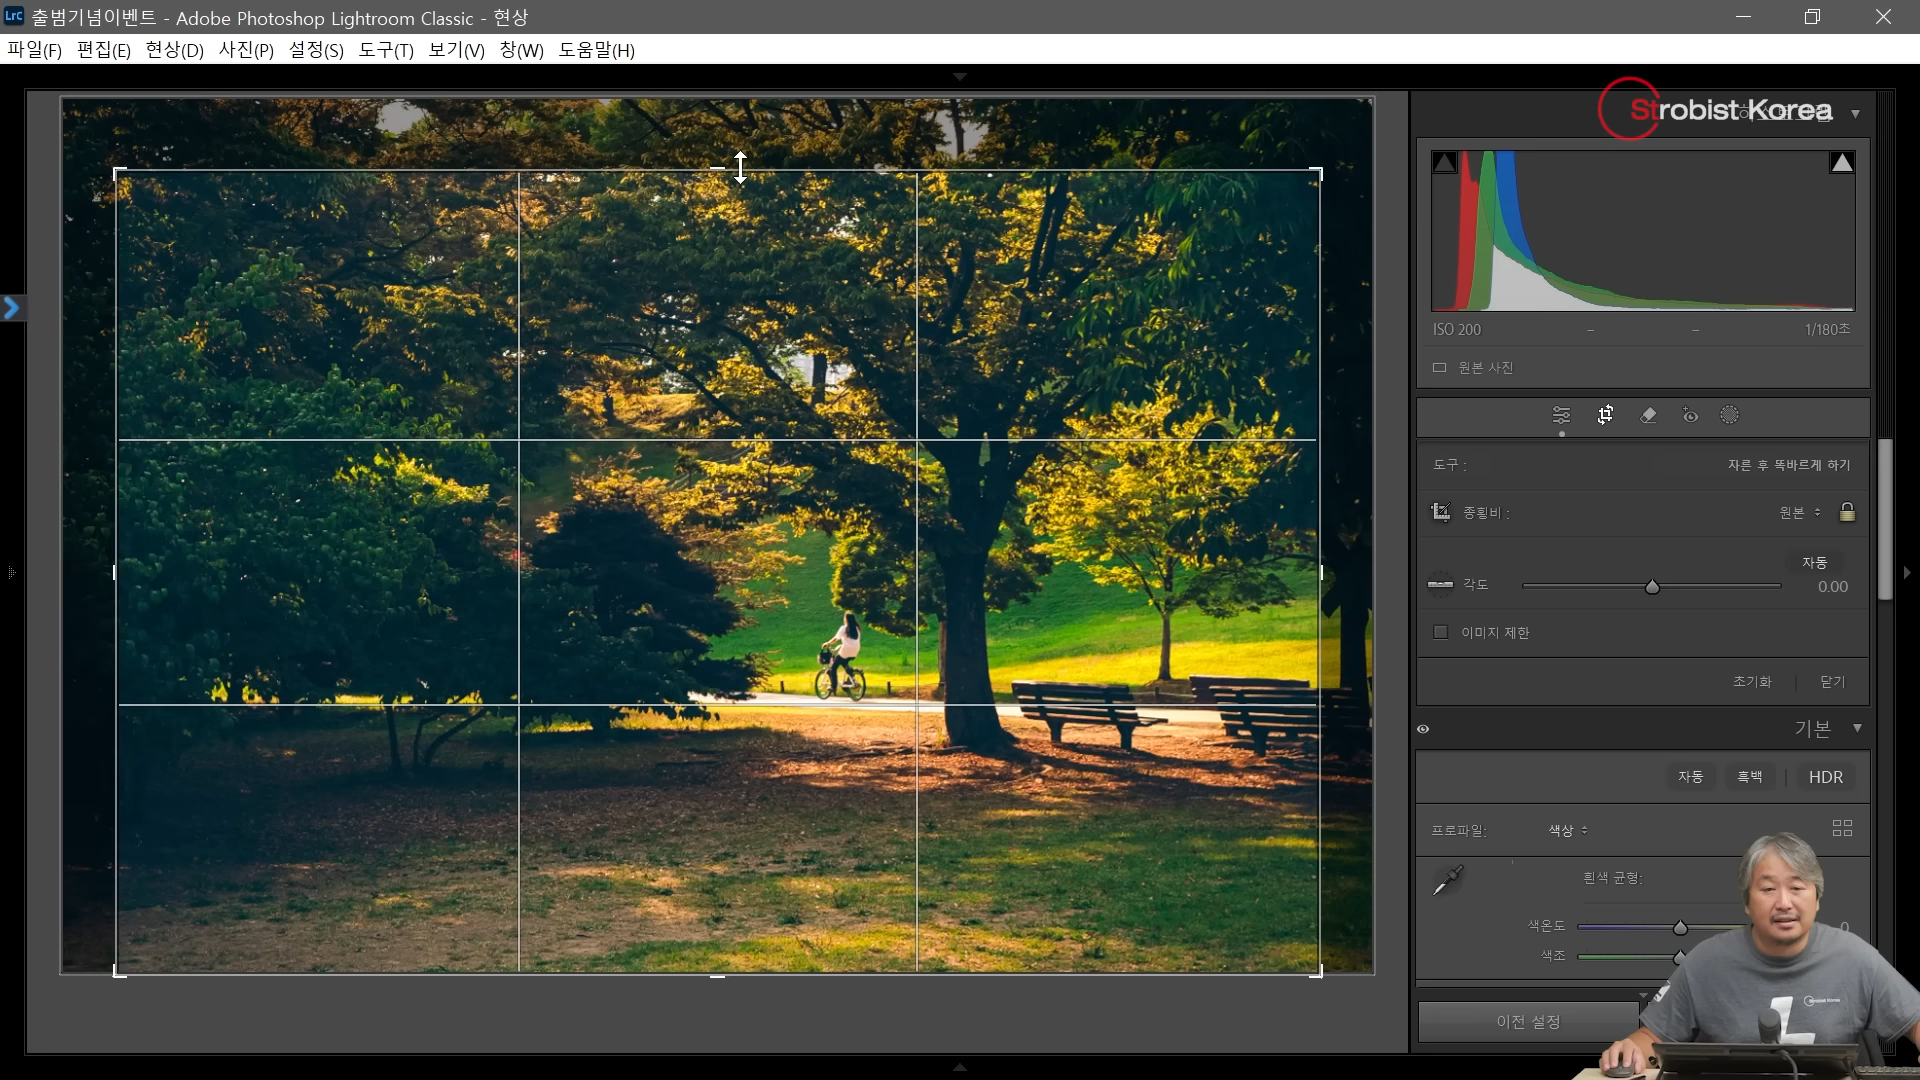 LrC 출범기념이벤트 - Adobe Photoshop Lightroom Classic - 현상
파일(F) 편집(E) 현상(D) 사진(P) 설정(S) 도구(T) 보기(V) 창(W) 도움말(H)
Strobist Korea
ISO 200 – – 1/180초
원본 사진
도구 : 자른 후 똑바르게 하기
종횡비 : 원본
자동
각도 0.00
이미지 제한
초기화 닫기
기본
자동 흑백 HDR
프로파일: 색상
흰색 균형:
색온도 0
색조
이전 설정